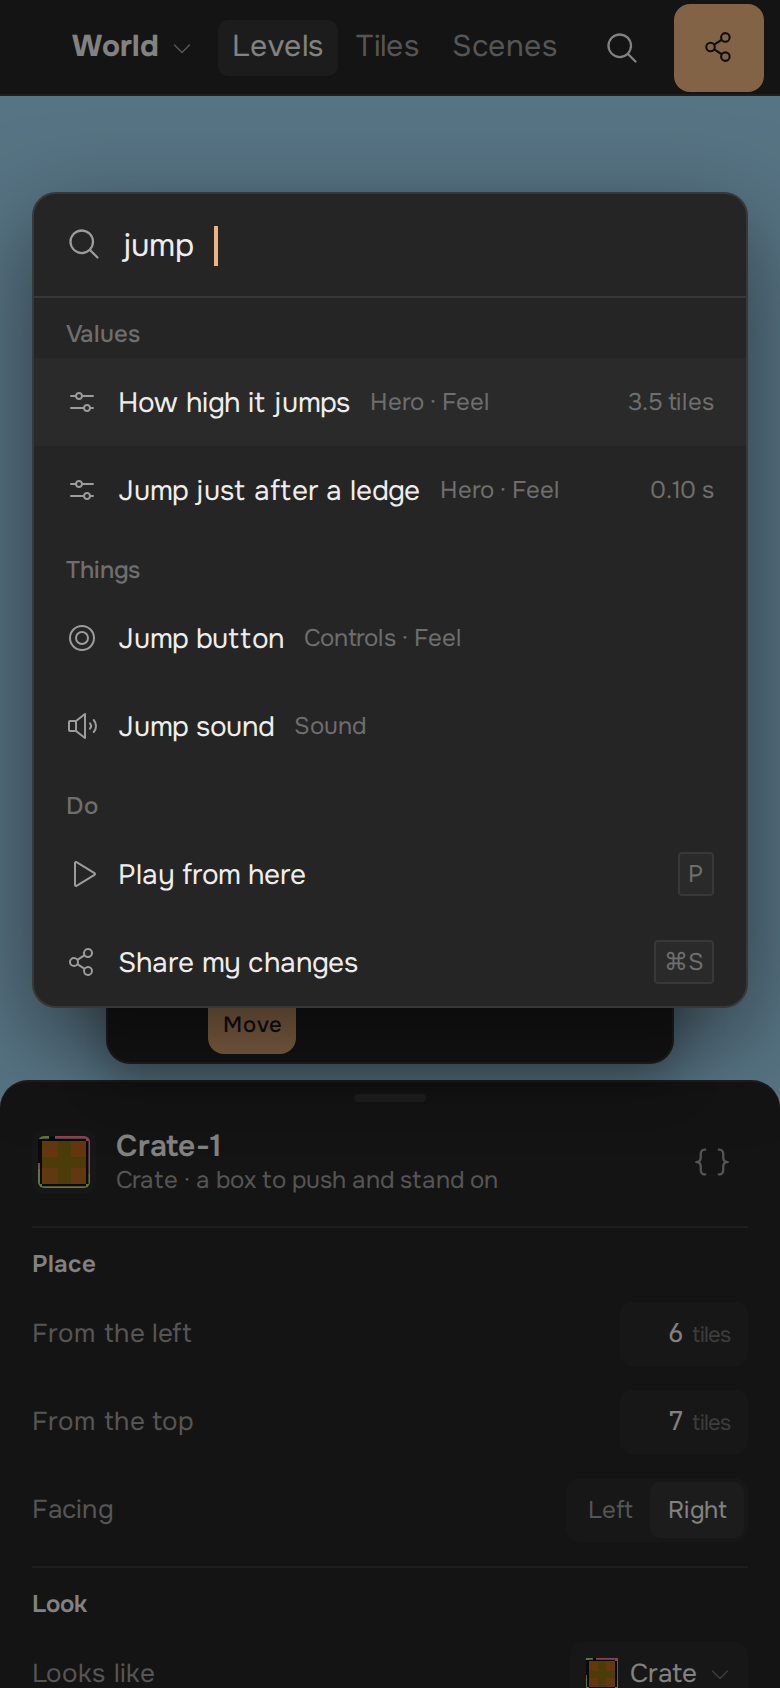 World Levels Tiles Scenes
jump
Values
How high it jumps Hero · Feel 3.5 tiles
Jump just after a ledge Hero · Feel 0.10 s
Things
Jump button Controls · Feel
Jump sound Sound
Do
Play from here P
Share my changes ⌘S
Move
Crate-1
Crate · a box to push and stand on
Place
From the left 6 tiles
From the top 7 tiles
Facing Left Right
Look
Looks like Crate